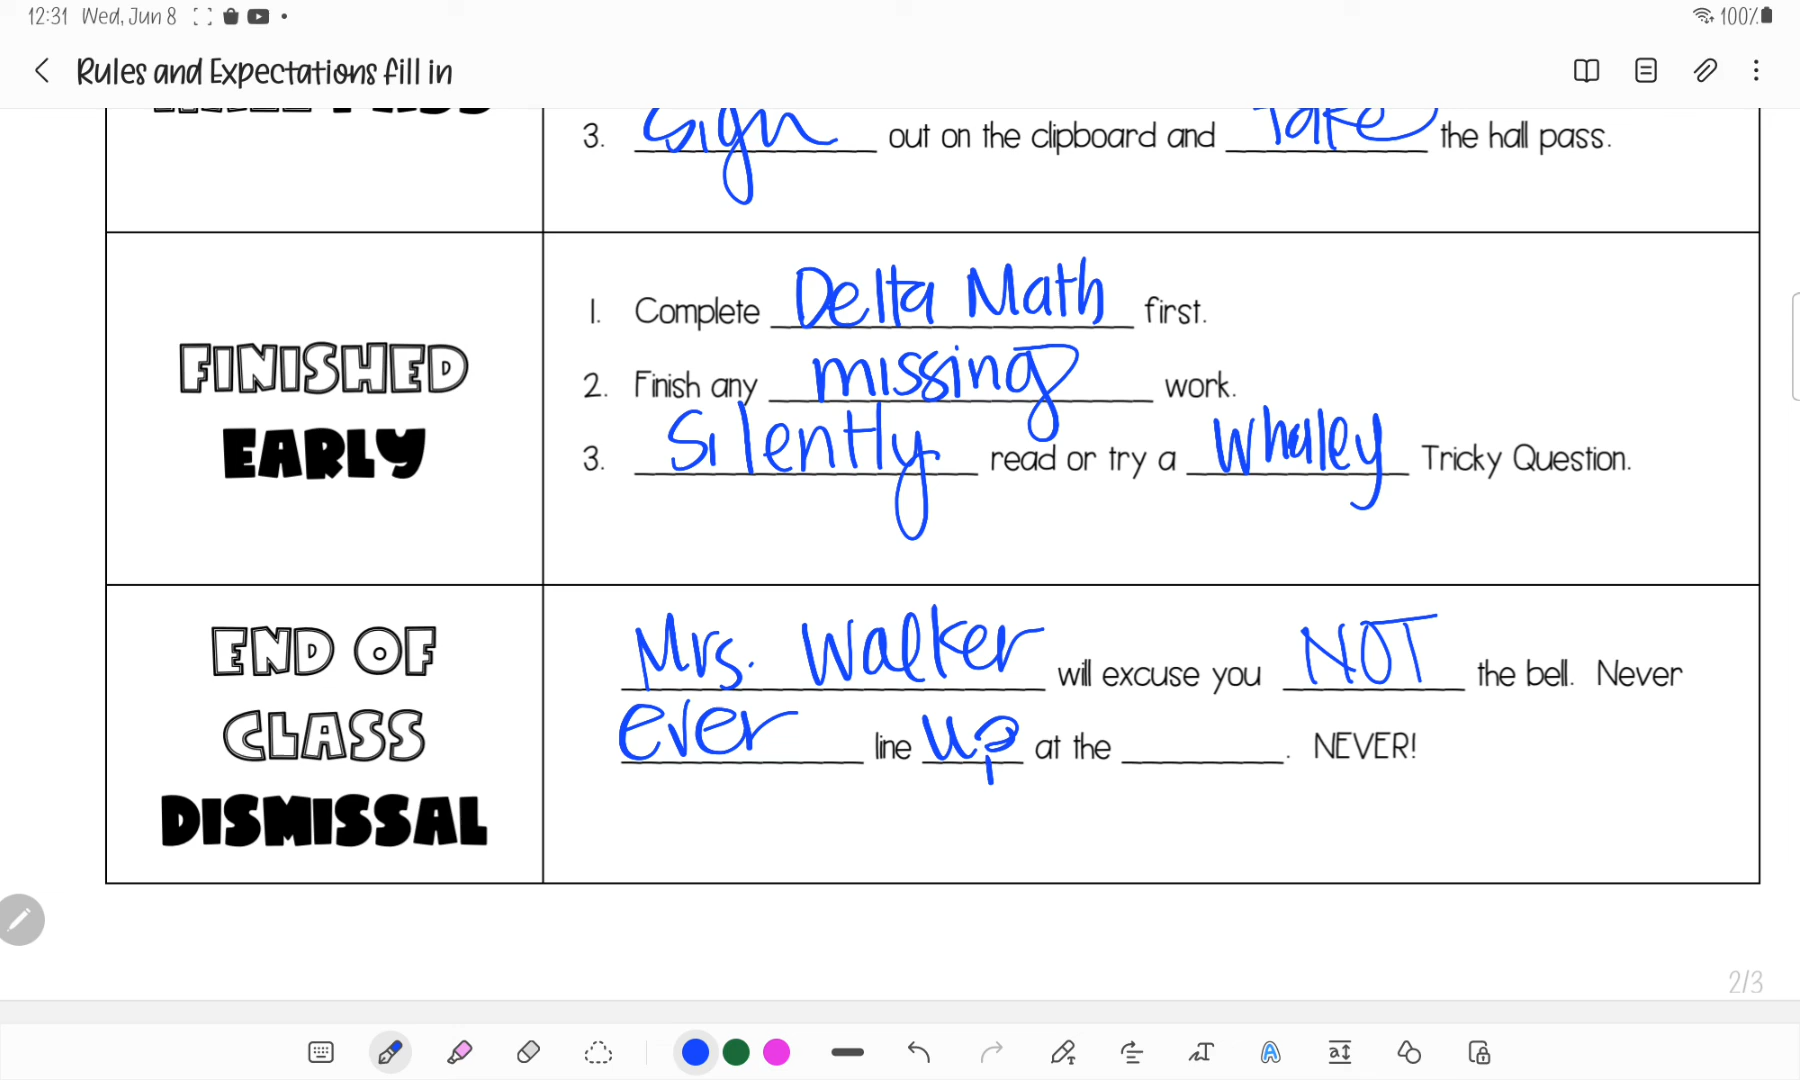 12:31 Wed, Jun 8 100%
Rules and Expectations fill in
3. Sign out on the clipboard and Take the hall pass.
FINISHED
EARLY
1. Complete Delta Math first.
2. Finish any missing work.
3. Silently read or try a Whaley Tricky Question.
END OF
CLASS
DISMISSAL
Mrs. Walker will excuse you NOT the bell. Never
ever line up at the ________. NEVER!
2/3